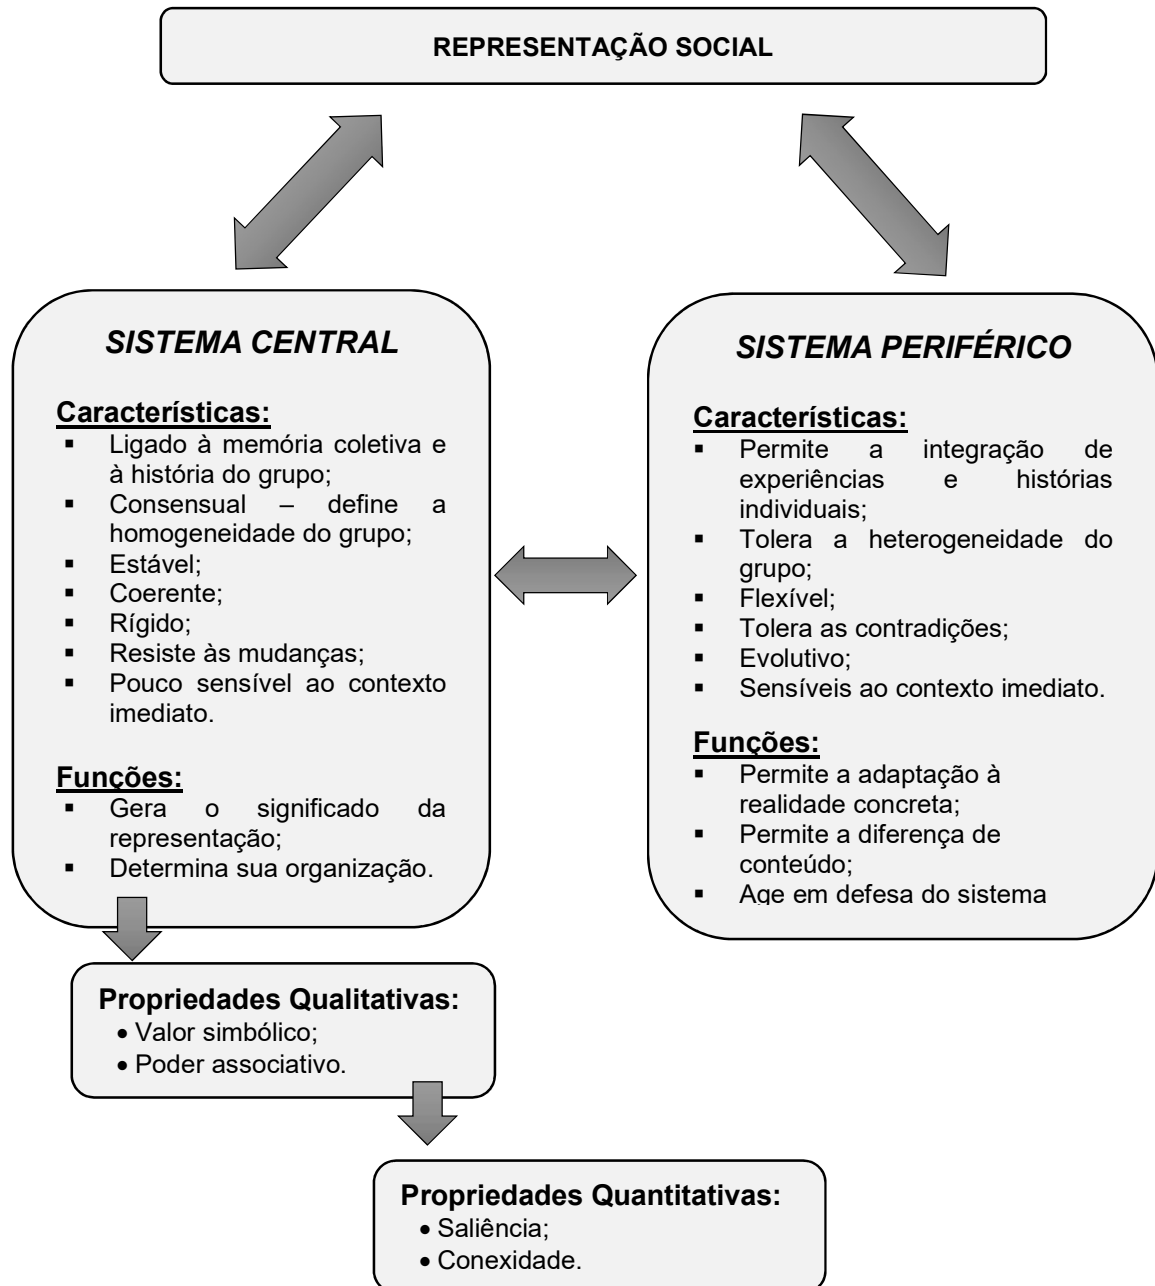 REPRESENTAÇÃO SOCIAL
SISTEMA CENTRAL
Características:
▪ Ligado à memória coletiva e
à história do grupo;
▪ Consensual – define a
homogeneidade do grupo;
▪ Estável;
▪ Coerente;
▪ Rígido;
▪ Resiste às mudanças;
▪ Pouco sensível ao contexto
imediato.
Funções:
▪ Gera o significado da
representação;
▪ Determina sua organização.
SISTEMA PERIFÉRICO
Características:
▪ Permite a integração de
experiências e histórias
individuais;
▪ Tolera a heterogeneidade do
grupo;
▪ Flexível;
▪ Tolera as contradições;
▪ Evolutivo;
▪ Sensíveis ao contexto imediato.
Funções:
▪ Permite a adaptação à
realidade concreta;
▪ Permite a diferença de
conteúdo;
▪ Age em defesa do sistema
Propriedades Qualitativas:
• Valor simbólico;
• Poder associativo.
Propriedades Quantitativas:
• Saliência;
• Conexidade.